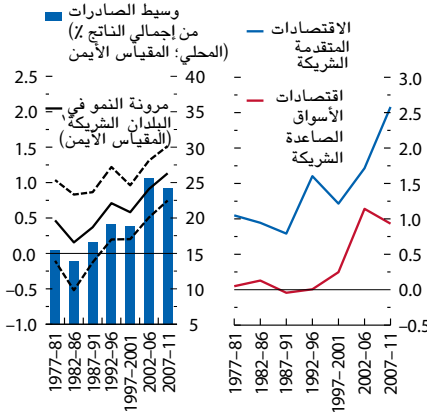 وسيط الصادرات
(٪ من إجمالي الناتج
المحلي؛ المقياس الأيمن)
مرونة النمو في
البلدان الشريكة١
(المقياس الأيمن)
2.5
2.0
1.5
1.0
0.5
0.0
–0.5
–1.0
40
35
30
25
20
15
10
5
1977–81
1982–86
1987–91
1992–96
1997–2001
2002–06
2007–11
الاقتصادات
المتقدمة
الشريكة
اقتصادات
الأسواق
الصاعدة
الشريكة
3.0
2.5
2.0
1.5
1.0
0.5
0.0
–0.5
1977–81
1982–86
1987–91
1992–96
1997–2001
2002–06
2007–11